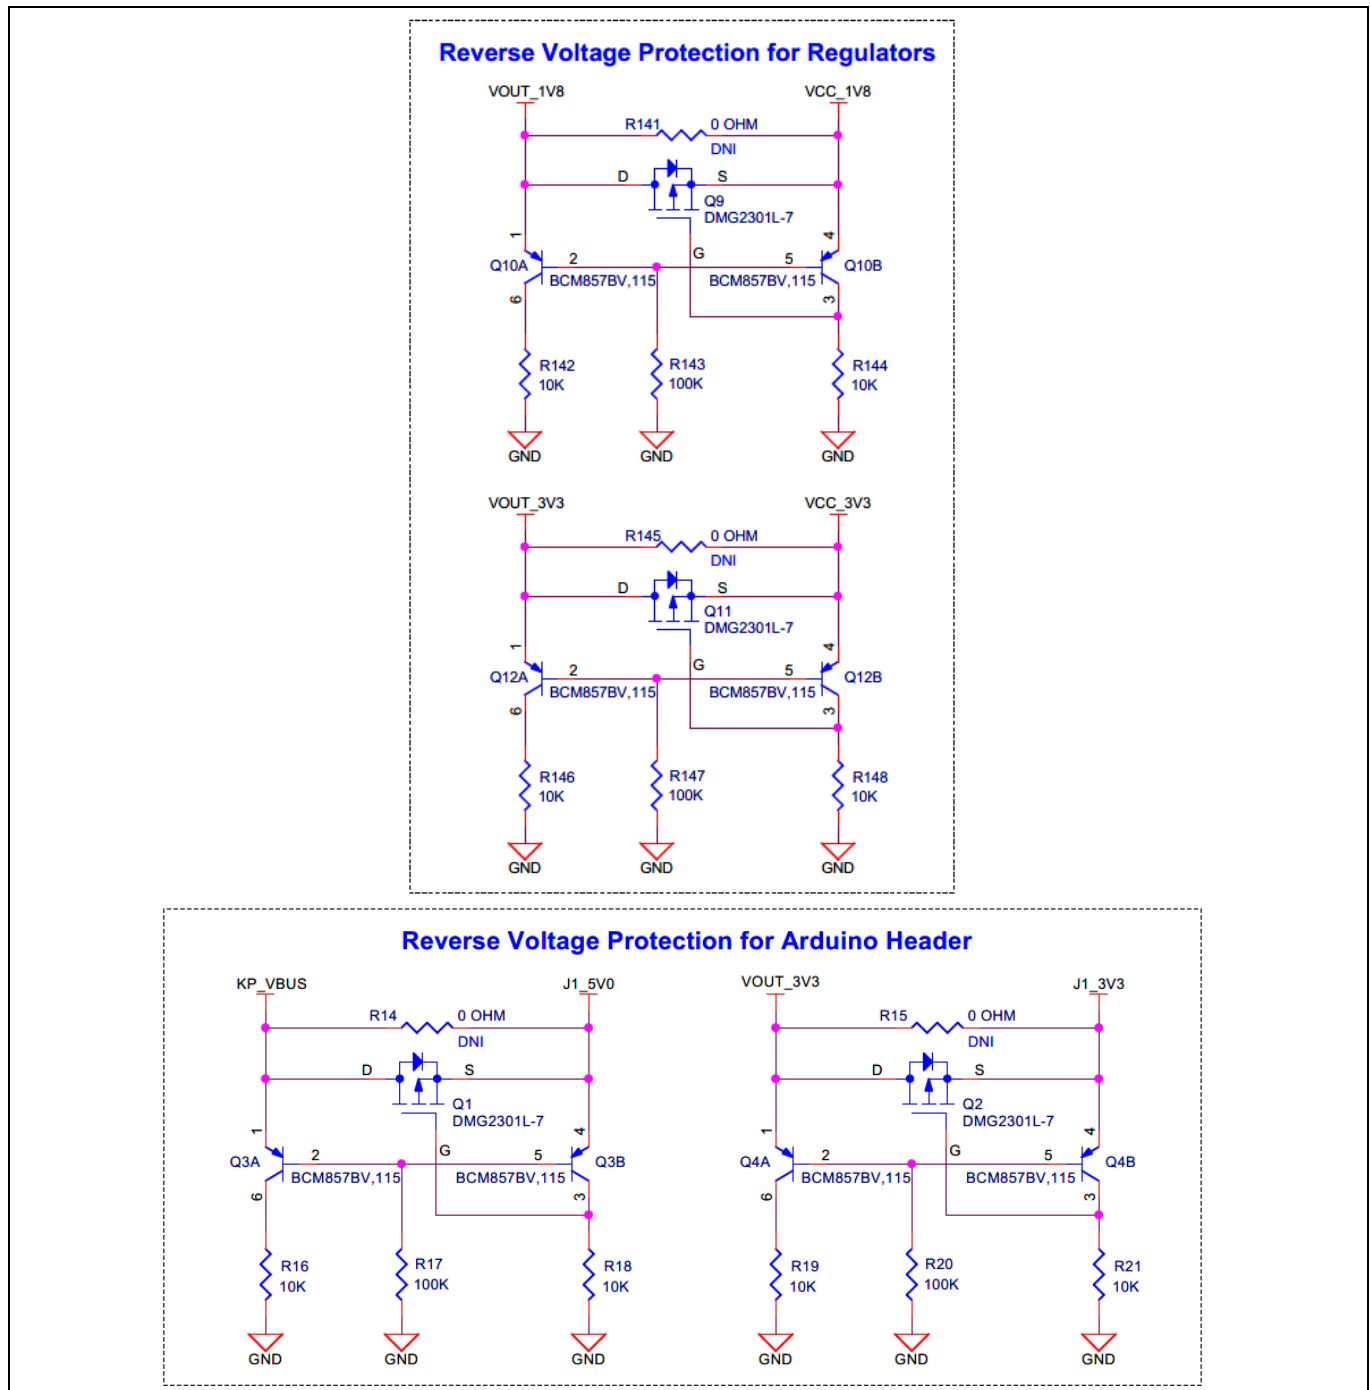 Reverse Voltage Protection for Regulators
VOUT_1V8 VCC_1V8
R141 0 OHM
DNI
D S
Q9
DMG2301L-7
1 4
G
Q10A 2 5 Q10B
BCM857BV,115 BCM857BV,115
6 3
R142 R143 R144
10K 100K 10K
GND GND GND
VOUT_3V3 VCC_3V3
R145 0 OHM
DNI
D S
Q11
DMG2301L-7
1 4
G
Q12A 2 5 Q12B
BCM857BV,115 BCM857BV,115
6 3
R146 R147 R148
10K 100K 10K
GND GND GND
Reverse Voltage Protection for Arduino Header
KP_VBUS J1_5V0 VOUT_3V3 J1_3V3
R14 0 OHM R15 0 OHM
DNI DNI
D S D S
Q1 Q2
DMG2301L-7 DMG2301L-7
1 4 1 4
G G
Q3A 2 5 Q3B Q4A 2 5 Q4B
BCM857BV,115 BCM857BV,115 BCM857BV,115 BCM857BV,115
6 3 6 3
R16 R17 R18 R19 R20 R21
10K 100K 10K 10K 100K 10K
GND GND GND GND GND GND